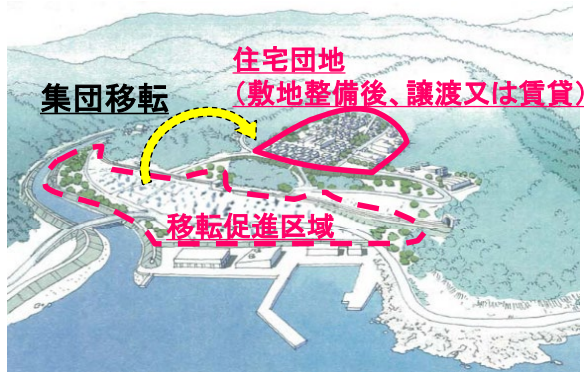 住宅団地
（敷地整備後、譲渡又は賃貸）
集団移転
移転促進区域